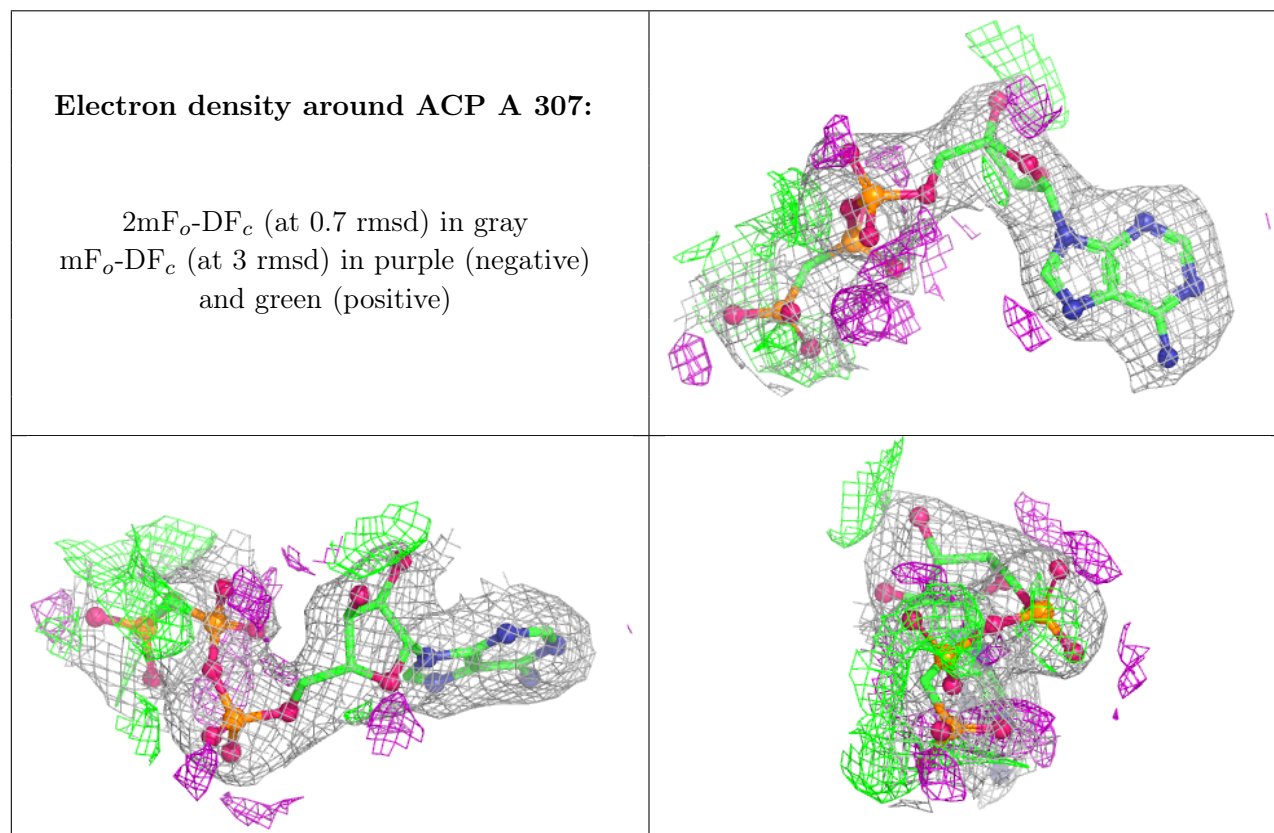 Electron density around ACP A 307:
2mFₒ-DF𝒸 (at 0.7 rmsd) in gray
mFₒ-DF𝒸 (at 3 rmsd) in purple (negative)
and green (positive)